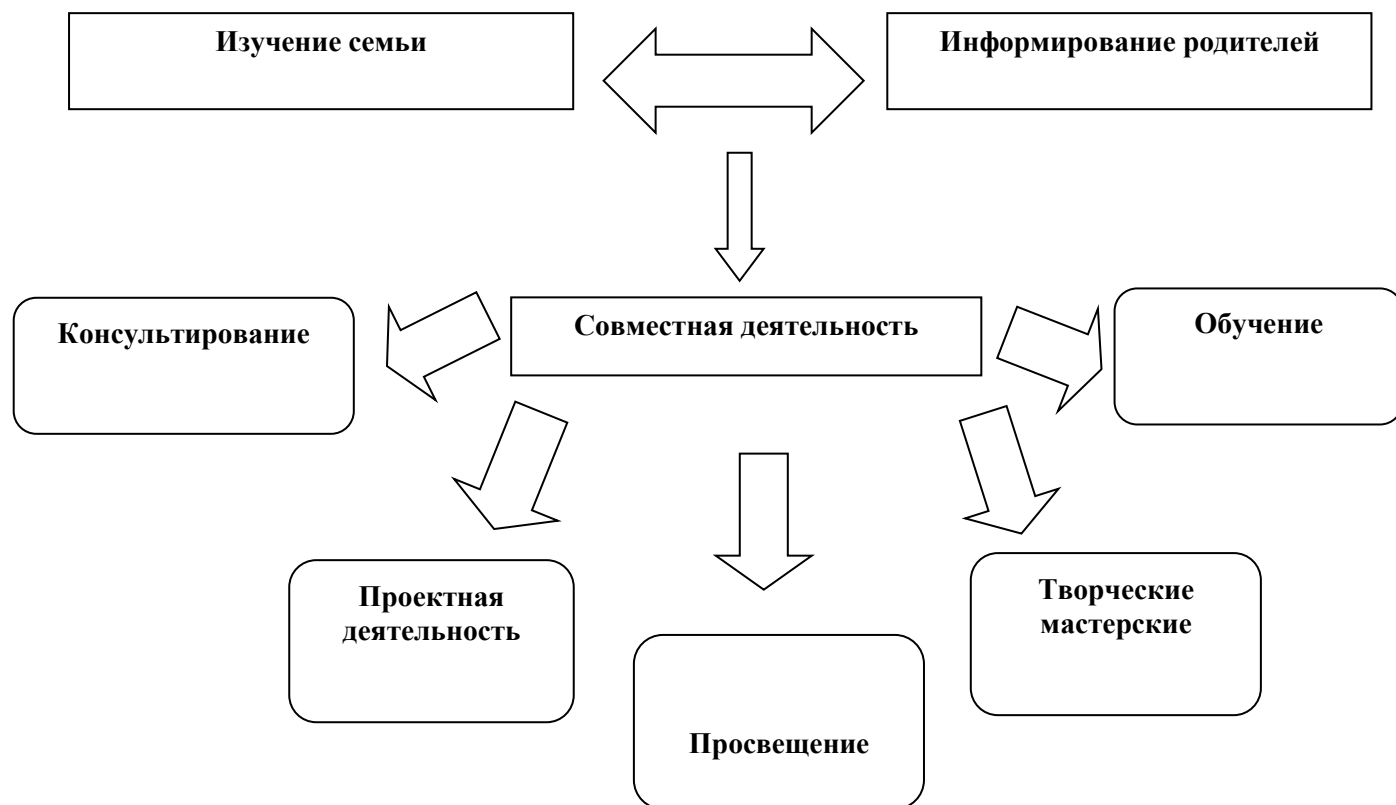 Изучение семьи
Информирование родителей
Консультирование
Совместная деятельность
Обучение
Проектная
деятельность
Просвещение
Творческие
мастерские